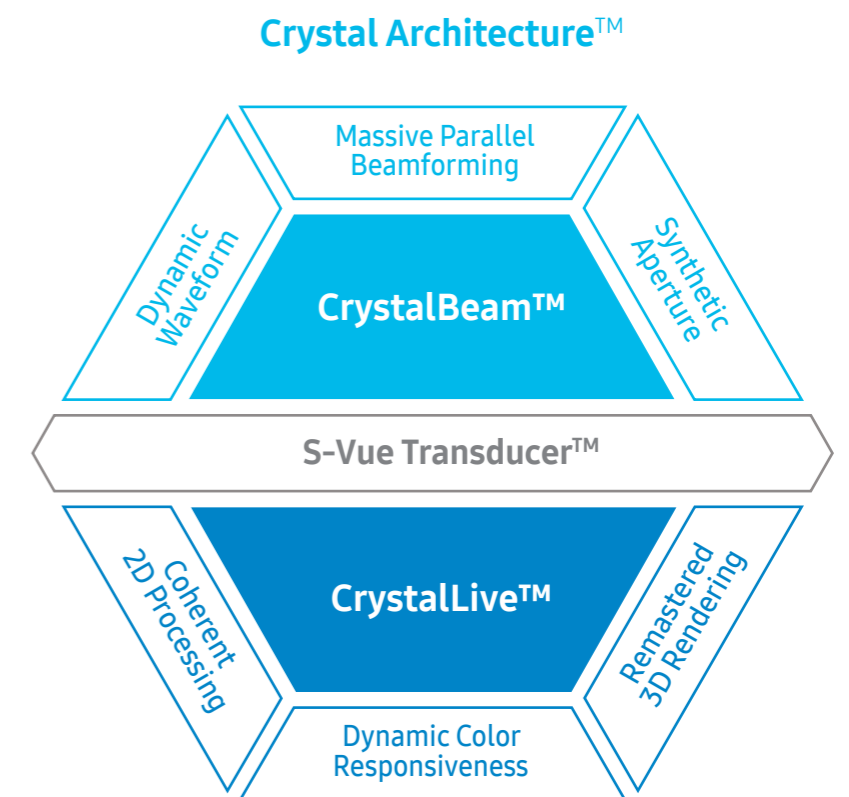 Crystal Architecture™
Massive Parallel
Beamforming
Dynamic
Waveform
Synthetic
Aperture
CrystalBeam™
S-Vue Transducer™
Coherent
2D Processing
CrystalLive™
Remastered
3D Rendering
Dynamic Color
Responsiveness